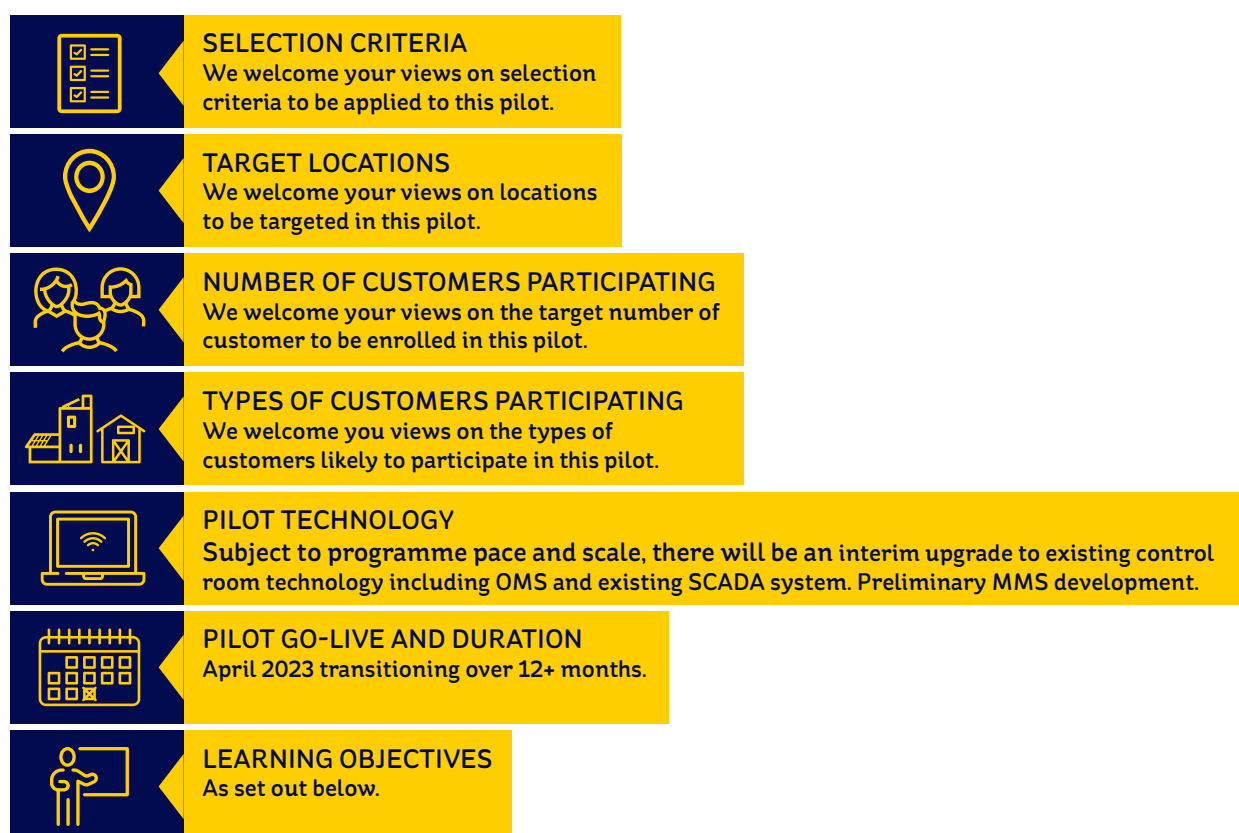 SELECTION CRITERIA
We welcome your views on selection
criteria to be applied to this pilot.
TARGET LOCATIONS
We welcome your views on locations
to be targeted in this pilot.
NUMBER OF CUSTOMERS PARTICIPATING
We welcome your views on the target number of
customer to be enrolled in this pilot.
TYPES OF CUSTOMERS PARTICIPATING
We welcome you views on the types of
customers likely to participate in this pilot.
PILOT TECHNOLOGY
Subject to programme pace and scale, there will be an interim upgrade to existing control
room technology including OMS and existing SCADA system. Preliminary MMS development.
PILOT GO-LIVE AND DURATION
April 2023 transitioning over 12+ months.
LEARNING OBJECTIVES
As set out below.